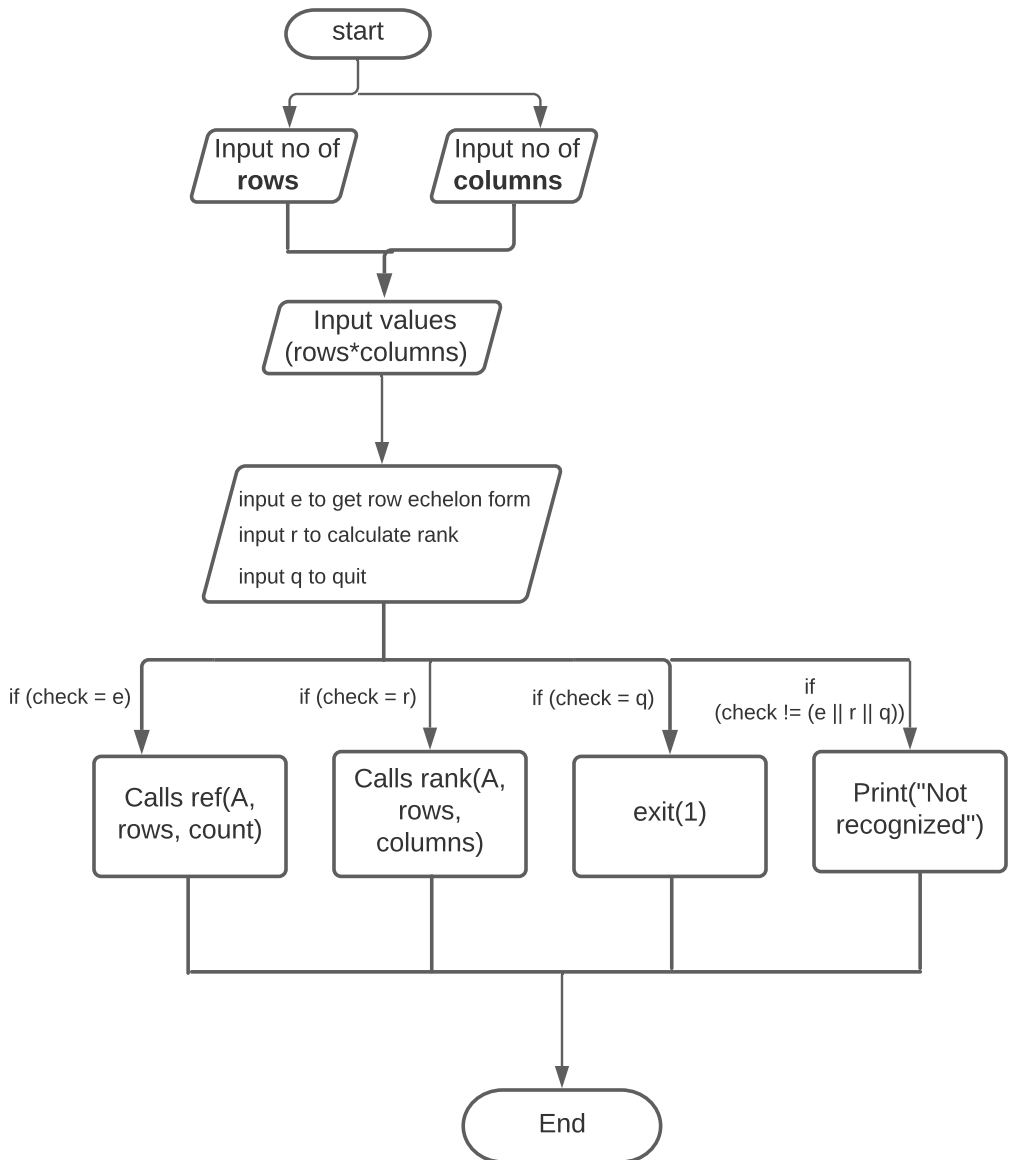 start
Input no of
rows
Input no of
columns
Input values
(rows*columns)
input e to get row echelon form
input r to calculate rank
input q to quit
if (check = e)
if (check = r)
if (check = q)
if
(check != (e || r || q))
Calls ref(A,
rows, count)
Calls rank(A,
rows,
columns)
exit(1)
Print("Not
recognized")
End